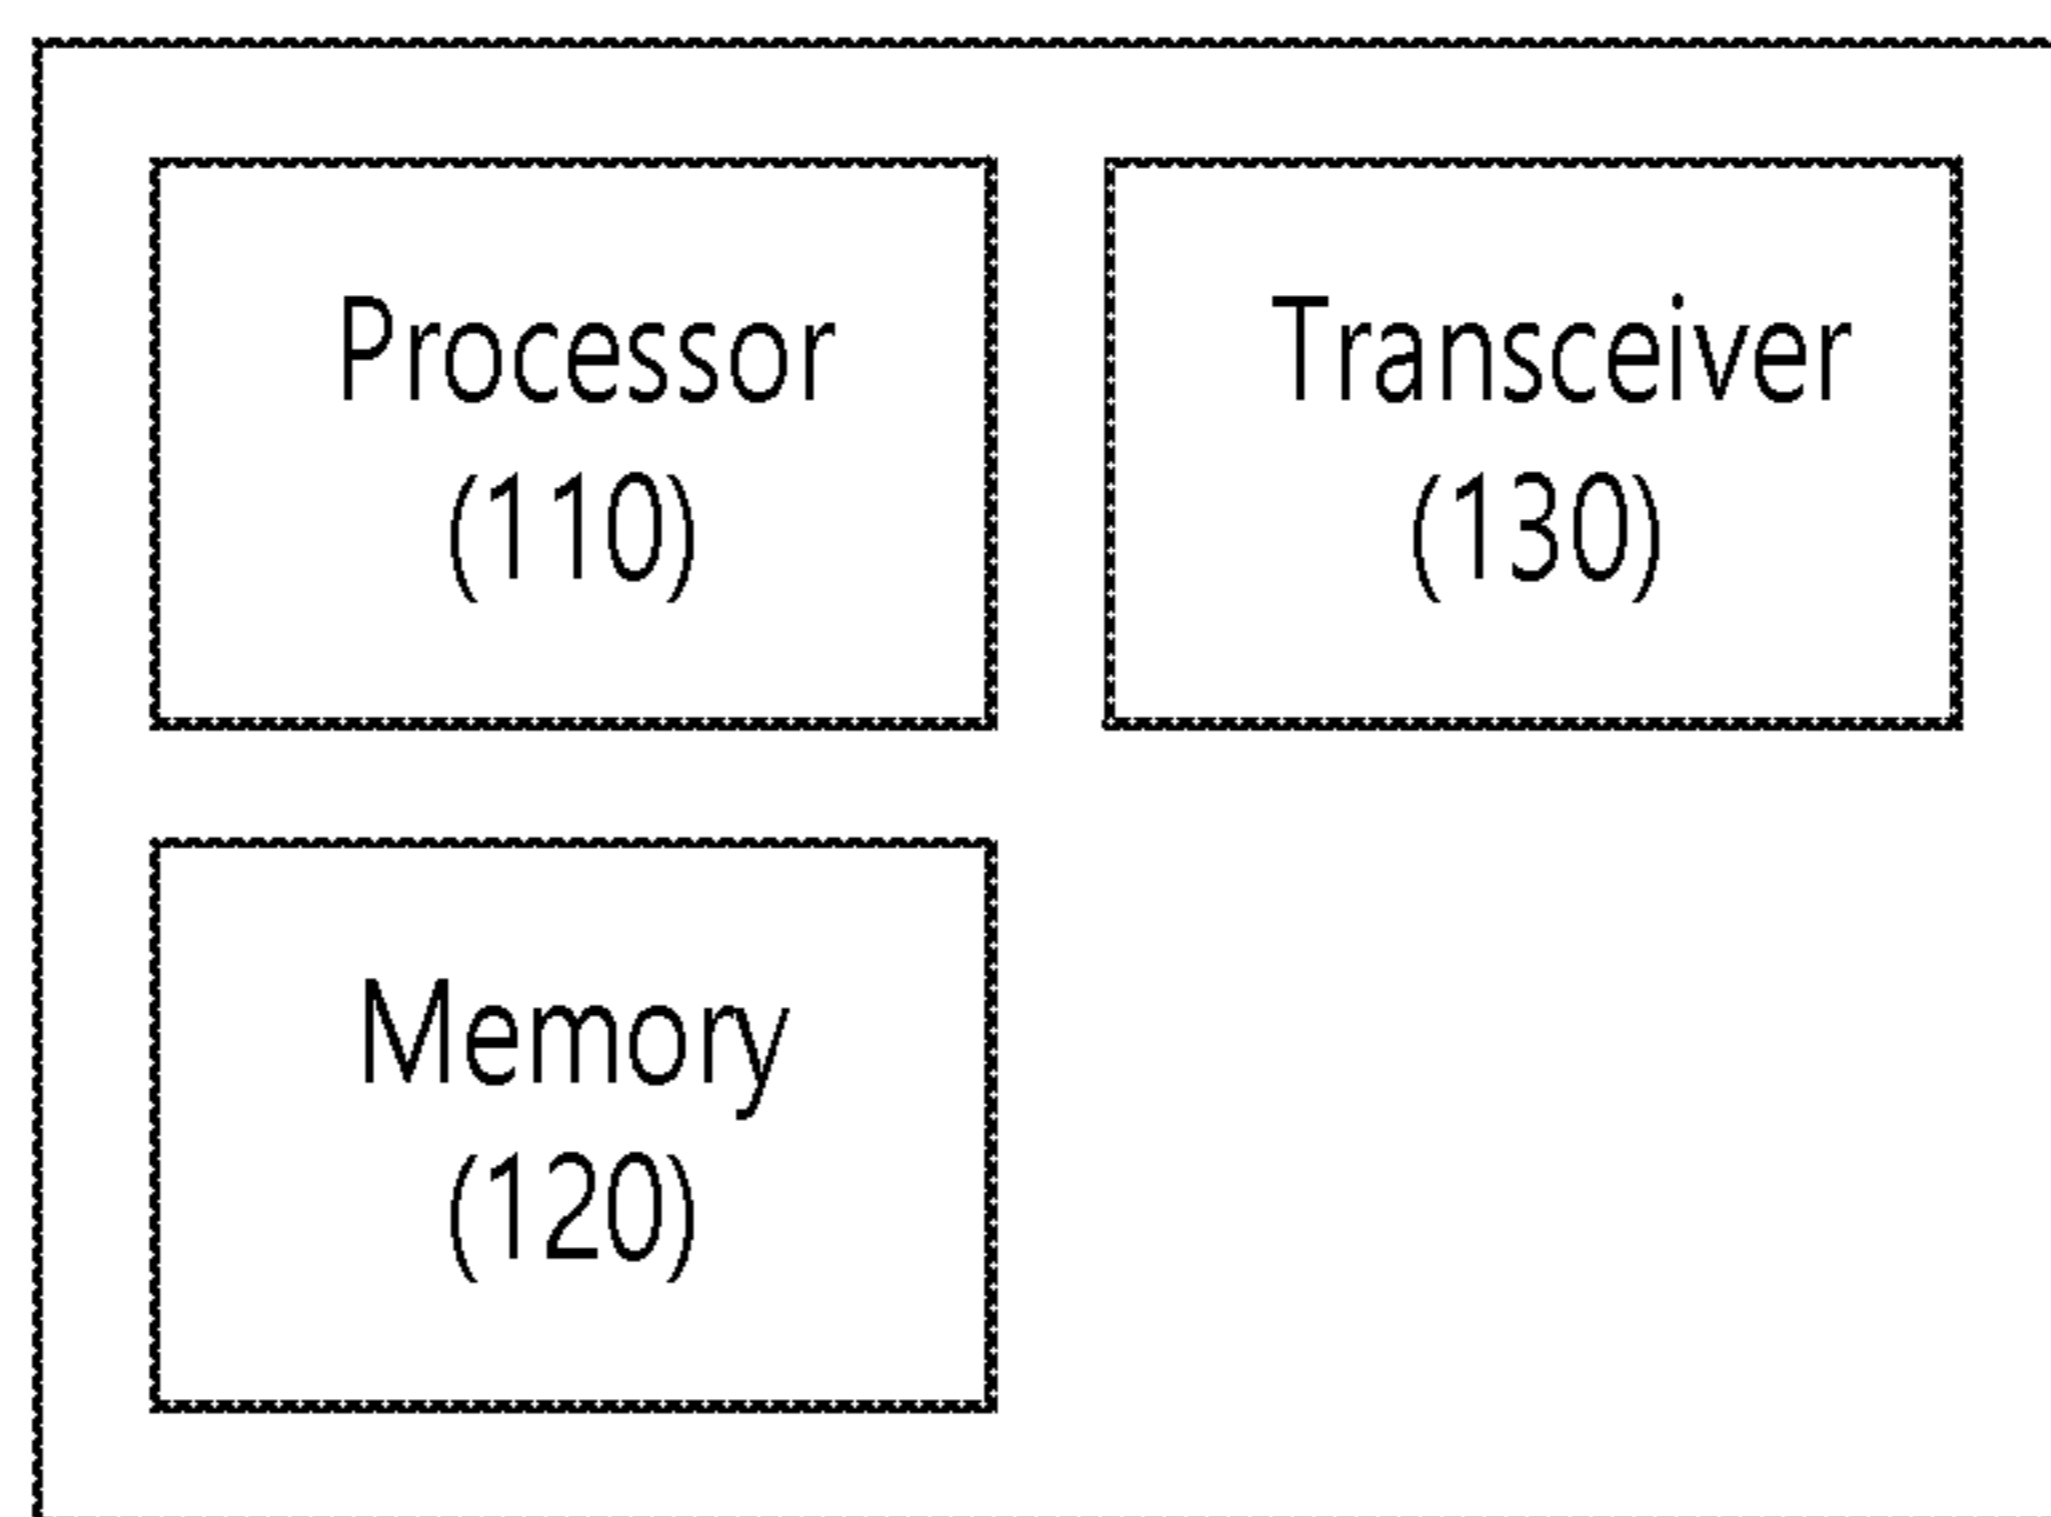 Processor
(110)
Transceiver
(130)
Memory
(120)